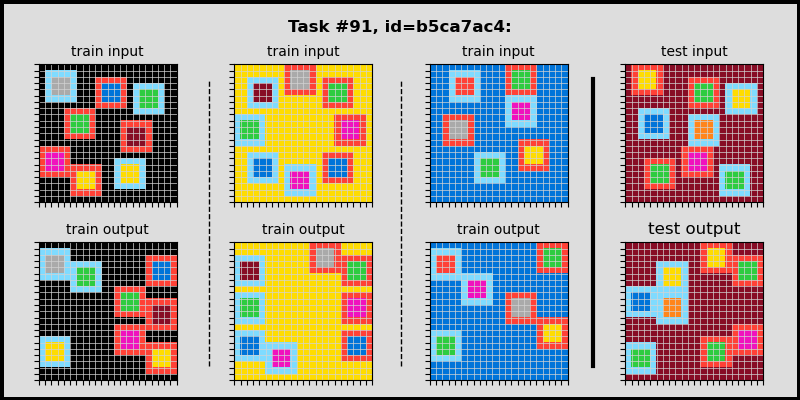 Task #91, id=b5ca7ac4:
train input
train input
train input
test input
train output
train output
train output
test output